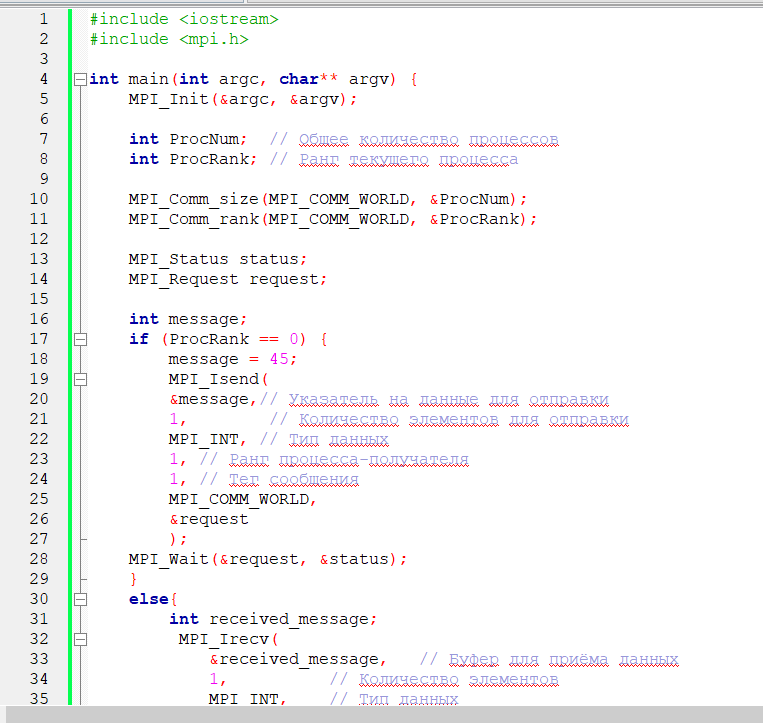 1 #include <iostream>
2 #include <mpi.h>
3
4 int main(int argc, char** argv) {
5 MPI_Init(&argc, &argv);
6
7 int ProcNum; // Общее количество процессов
8 int ProcRank; // Ранг текущего процесса
9
10 MPI_Comm_size(MPI_COMM_WORLD, &ProcNum);
11 MPI_Comm_rank(MPI_COMM_WORLD, &ProcRank);
12
13 MPI_Status status;
14 MPI_Request request;
15
16 int message;
17 if (ProcRank == 0) {
18 message = 45;
19 MPI_Isend(
20 &message,// Указатель на данные для отправки
21 1, // Количество элементов для отправки
22 MPI_INT, // Тип данных
23 1, // Ранг процесса-получателя
24 1, // Тег сообщения
25 MPI_COMM_WORLD,
26 &request
27 );
28 MPI_Wait(&request, &status);
29 }
30 else{
31 int received_message;
32 MPI_Irecv(
33 &received_message, // Буфер для приёма данных
34 1, // Количество элементов
35 MPI_INT, // Тип данных